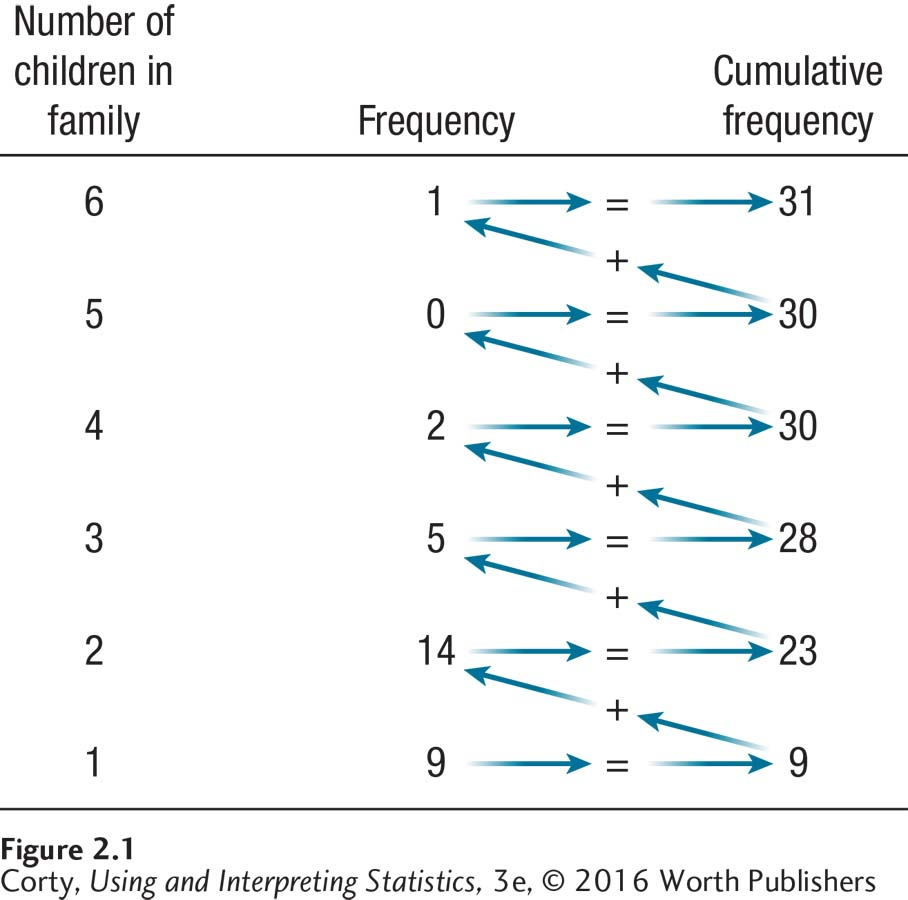 Number of
children in
family
Frequency
Cumulative
frequency
6 1 = 31
+
5 0 = 30
+
4 2 = 30
+
3 5 = 28
+
2 14 = 23
+
1 9 = 9
Figure 2.1
Corty, Using and Interpreting Statistics, 3e, © 2016 Worth Publishers